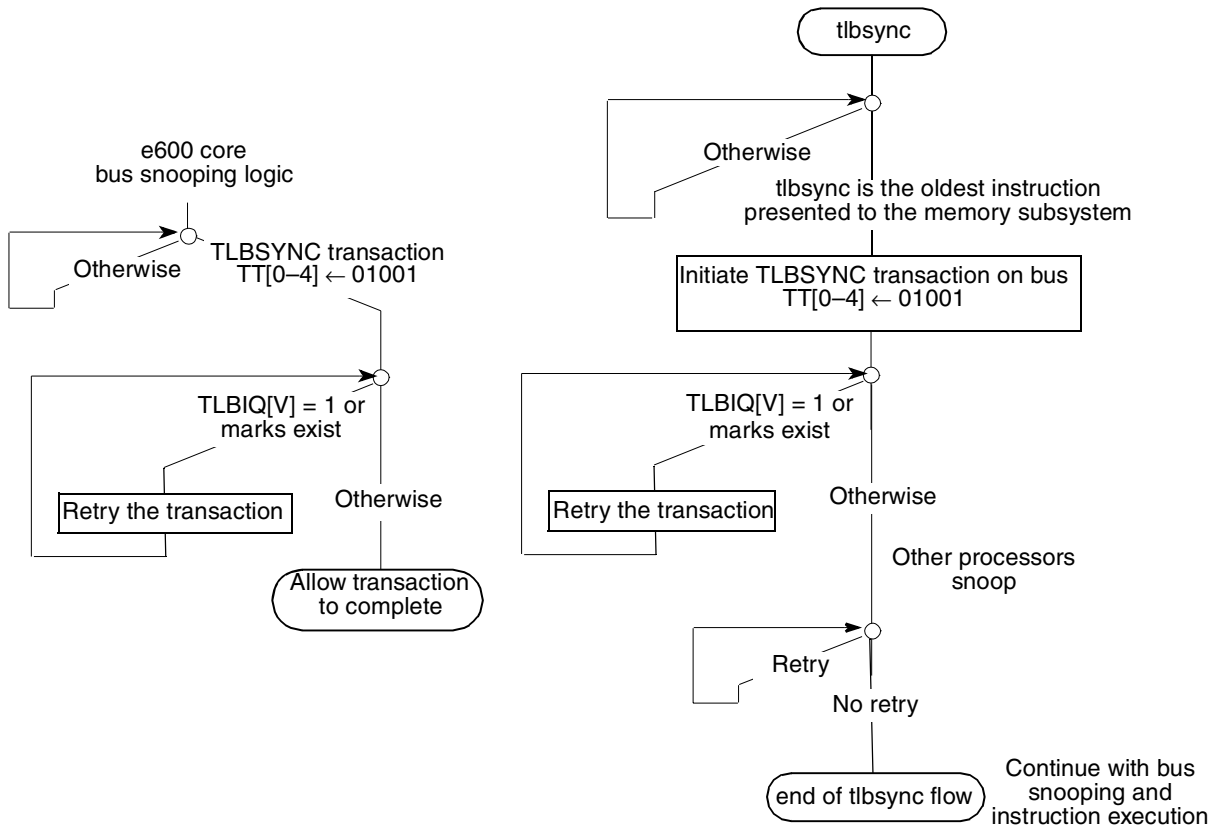 e600 core
bus snooping logic
Otherwise
TLBSYNC transaction
TT[0–4] ← 01001
TLBIQ[V] = 1 or
marks exist
Retry the transaction
Otherwise
Allow transaction
to complete
tlbsync
Otherwise
tlbsync is the oldest instruction
presented to the memory subsystem
Initiate TLBSYNC transaction on bus
TT[0–4] ← 01001
TLBIQ[V] = 1 or
marks exist
Retry the transaction
Otherwise
Other processors
snoop
Retry
No retry
end of tlbsync flow
Continue with bus
snooping and
instruction execution